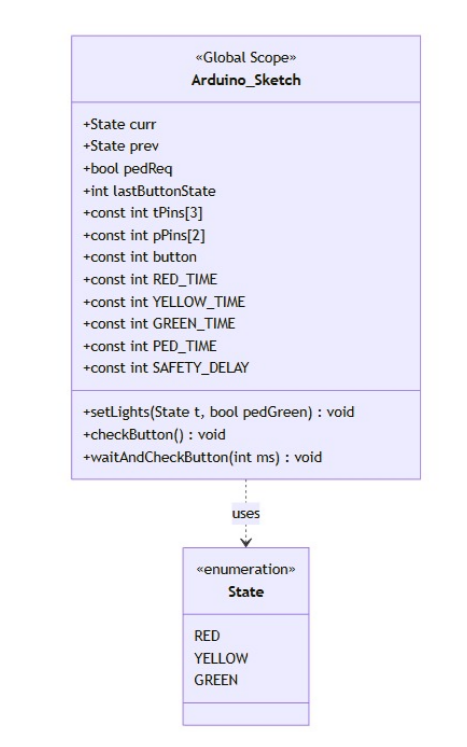 «Global Scope»
Arduino_Sketch
+State curr
+State prev
+bool pedReq
+int lastButtonState
+const int tPins[3]
+const int pPins[2]
+const int button
+const int RED_TIME
+const int YELLOW_TIME
+const int GREEN_TIME
+const int PED_TIME
+const int SAFETY_DELAY
+setLights(State t, bool pedGreen) : void
+checkButton() : void
+waitAndCheckButton(int ms) : void
uses
«enumeration»
State
RED
YELLOW
GREEN